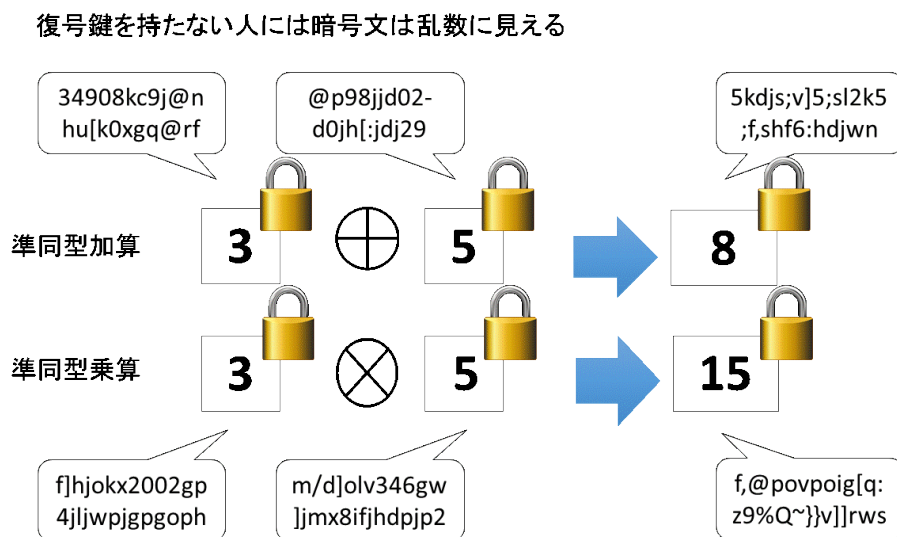 復号鍵を持たない人には暗号文は乱数に見える
34908kc9j@n
hu[k0xgq@rf
@p98jjd02-
d0jh[:jdj29
5kdjs;v]5;sl2k5
;f,shf6:hdjwn
準同型加算
3
5
8
準同型乗算
3
5
15
f]hjokx2002gp
4jljwpjgpgoph
m/d]olv346gw
]jmx8ifjhdpjp2
f,@povpoig[q:
z9%Q~}}v]]rws